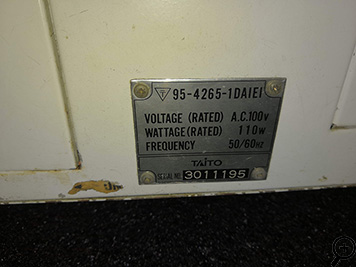 95-4265-1DAIEI
VOLTAGE (RATED) A.C.100V
WATTAGE(RATED) 110W
FREQUENCY 50/60HZ
TAITO
SERIAL NO. 3011195